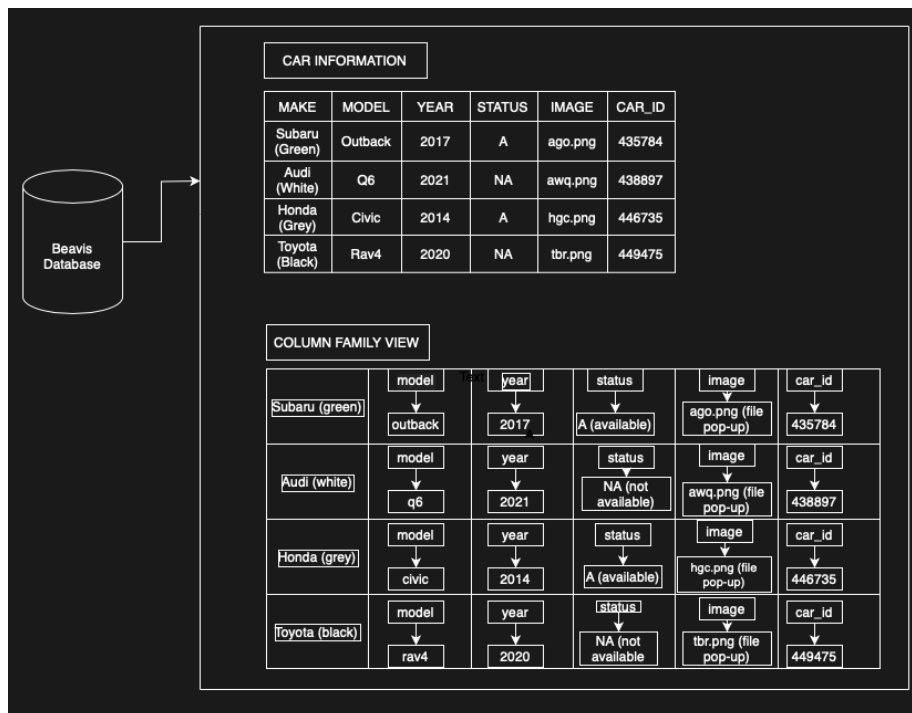 CAR INFORMATION
MAKE MODEL YEAR STATUS IMAGE CAR_ID
Subaru
(Green) Outback 2017 A ago.png 435784
Audi
(White) Q6 2021 NA awq.png 438897
Honda
(Grey) Civic 2014 A hgc.png 446735
Toyota
(Black) Rav4 2020 NA tbr.png 449475
Beavis
Database
COLUMN FAMILY VIEW
model Text year status image car_id
Subaru (green)
outback 2017 A (available) ago.png (file
pop-up) 435784
model year status image car_id
Audi (white)
q6 2021 NA (not
available) awq.png (file
pop-up) 438897
model year status image car_id
Honda (grey)
civic 2014 A (available) hgc.png (file
pop-up) 446735
model year status image car_id
Toyota (black)
rav4 2020 NA (not
available tbr.png (file
pop-up) 449475